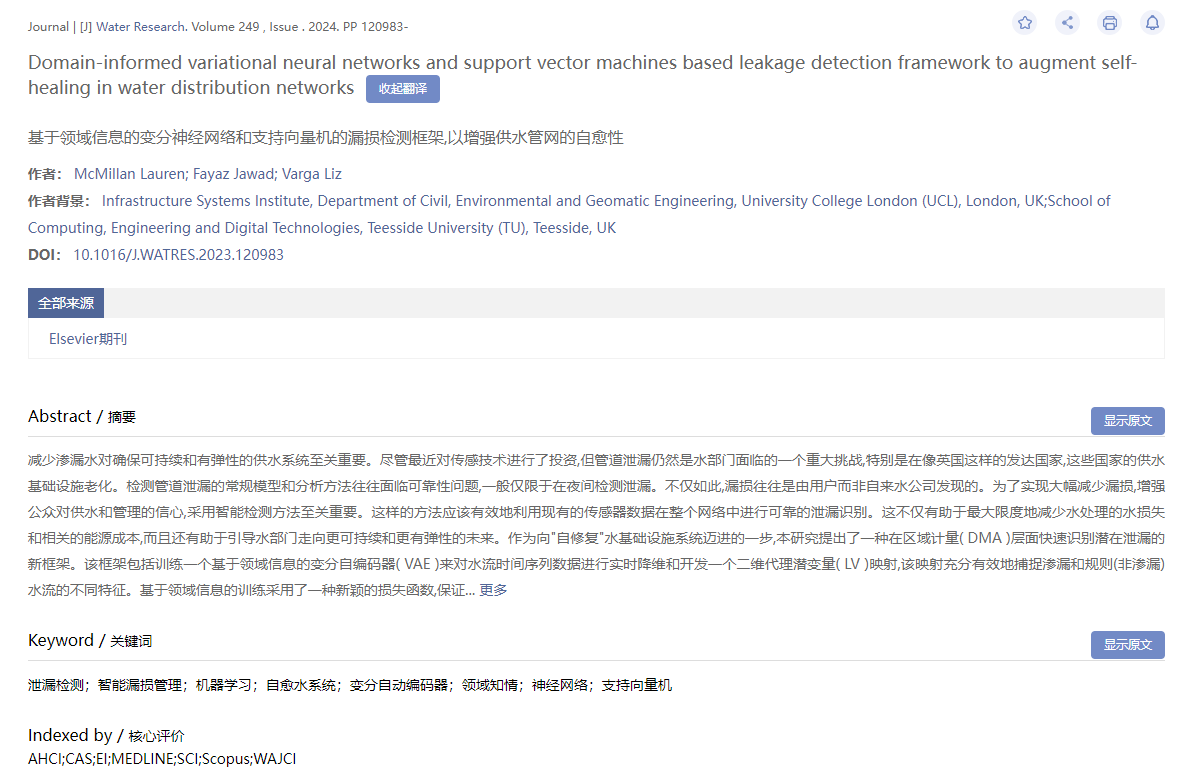 Journal | [J] Water Research. Volume 249 , Issue . 2024. PP 120983-
Domain-informed variational neural networks and support vector machines based leakage detection framework to augment self-
healing in water distribution networks 收起翻译
基于领域信息的变分神经网络和支持向量机的漏损检测框架,以增强供水管网的自愈性
作者: McMillan Lauren; Fayaz Jawad; Varga Liz
作者背景: Infrastructure Systems Institute, Department of Civil, Environmental and Geomatic Engineering, University College London (UCL), London, UK;School of
Computing, Engineering and Digital Technologies, Teesside University (TU), Teesside, UK
DOI: 10.1016/J.WATRES.2023.120983
全部来源
Elsevier期刊
Abstract / 摘要
显示原文
减少渗漏水对确保可持续和有弹性的供水系统至关重要。尽管最近对传感技术进行了投资,但管道泄漏仍然是水部门面临的一个重大挑战,特别是在像英国这样的发达国家,这些国家的供水
基础设施老化。检测管道泄漏的常规模型和分析方法往往面临可靠性问题,一般仅限于在夜间检测泄漏。不仅如此,漏损往往是由用户而非自来水公司发现的。为了实现大幅减少漏损,增强
公众对供水和管理的信心,采用智能检测方法至关重要。这样的方法应该有效地利用现有的传感器数据在整个网络中进行可靠的泄漏识别。这不仅有助于最大限度地减少水处理的水损失
和相关的能源成本,而且还有助于引导水部门走向更可持续和更有弹性的未来。作为向"自修复"水基础设施系统迈进的一步,本研究提出了一种在区域计量( DMA )层面快速识别潜在泄漏的
新框架。该框架包括训练一个基于领域信息的变分自编码器( VAE )来对水流时间序列数据进行实时降维和开发一个二维代理潜变量( LV )映射,该映射充分有效地捕捉渗漏和规则(非渗漏)
水流的不同特征。基于领域信息的训练采用了一种新颖的损失函数,保证... 更多
Keyword / 关键词
显示原文
泄漏检测; 智能漏损管理; 机器学习; 自愈水系统; 变分自动编码器; 领域知情; 神经网络; 支持向量机
Indexed by / 核心评价
AHCI;CAS;EI;MEDLINE;SCI;Scopus;WAJCI